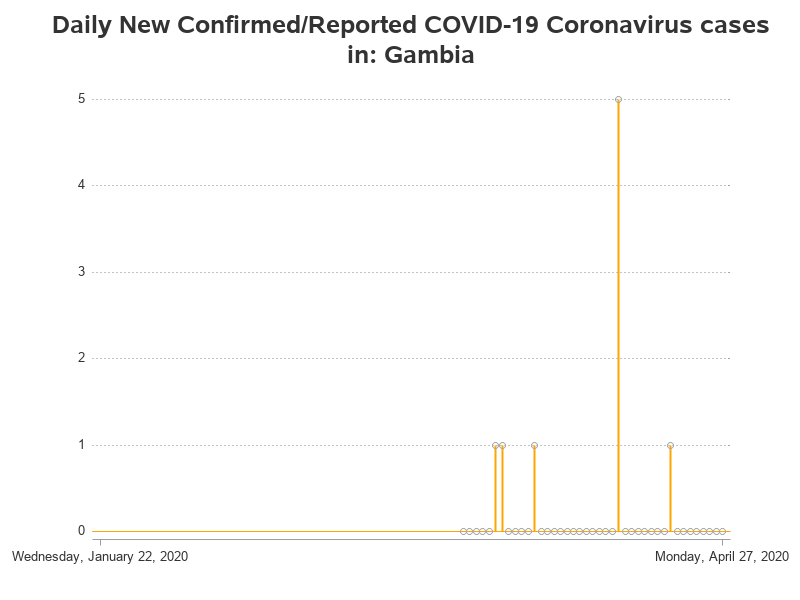 Daily New Confirmed/Reported COVID-19 Coronavirus cases
in: Gambia
5
4
3
2
1
0
Wednesday, January 22, 2020
Monday, April 27, 2020